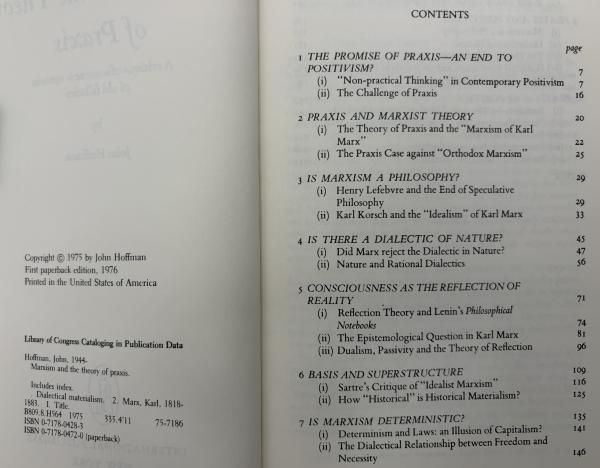 Copyright © 1975 by John Hoffman
First paperback edition, 1976
Printed in the United States of America
Library of Congress Cataloging in Publication Data
Hoffman, John, 1944-
Marxism and the theory of praxis.
Includes index.
1. Dialectical materialism. 2. Marx, Karl, 1818-
1883. I. Title.
B809.8.H564 1975 335.4'11 75-7186
ISBN 0-7178-0428-3
ISBN 0-7178-0472-0 (paperback)
CONTENTS
page
1 THE PROMISE OF PRAXIS—AN END TO
POSITIVISM? 7
(i) "Non-practical Thinking" in Contemporary Positivism 7
(ii) The Challenge of Praxis 16
2 PRAXIS AND MARXIST THEORY 20
(i) The Theory of Praxis and the "Marxism of Karl
Marx" 22
(ii) The Praxis Case against "Orthodox Marxism" 25
3 IS MARXISM A PHILOSOPHY? 29
(i) Henry Lefebvre and the End of Speculative
Philosophy 29
(ii) Karl Korsch and the "Idealism" of Karl Marx 33
4 IS THERE A DIALECTIC OF NATURE? 45
(i) Did Marx reject the Dialectic in Nature? 47
(ii) Nature and Rational Dialectics 56
5 CONSCIOUSNESS AS THE REFLECTION OF
REALITY 71
(i) Reflection Theory and Lenin's Philosophical
Notebooks 74
(ii) The Epistemological Question in Karl Marx 81
(iii) Dualism, Passivity and the Theory of Reflection 96
6 BASIS AND SUPERSTRUCTURE 109
(i) Sartre's Critique of "Idealist Marxism" 116
(ii) How "Historical" is Historical Materialism? 125
7 IS MARXISM DETERMINISTIC? 135
(i) Determinism and Laws: an Illusion of Capitalism? 141
(ii) The Dialectical Relationship between Freedom and
Necessity 146